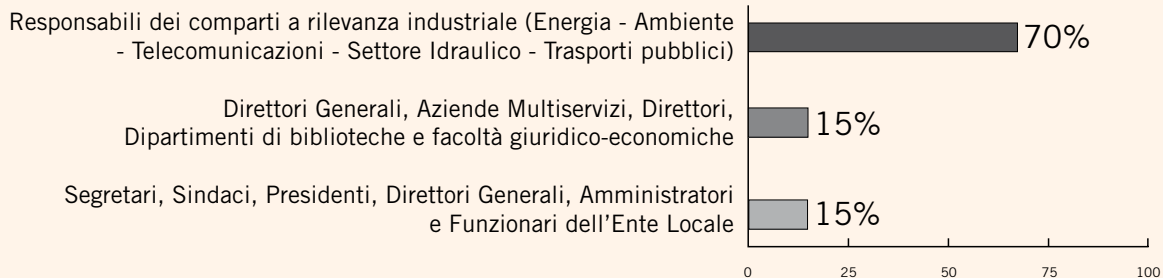 Responsabili dei comparti a rilevanza industriale (Energia - Ambiente
- Telecomunicazioni - Settore Idraulico - Trasporti pubblici)
70%
Direttori Generali, Aziende Multiservizi, Direttori,
Dipartimenti di biblioteche e facoltà giuridico-economiche
15%
Segretari, Sindaci, Presidenti, Direttori Generali, Amministratori
e Funzionari dell'Ente Locale
15%
0 25 50 75 100